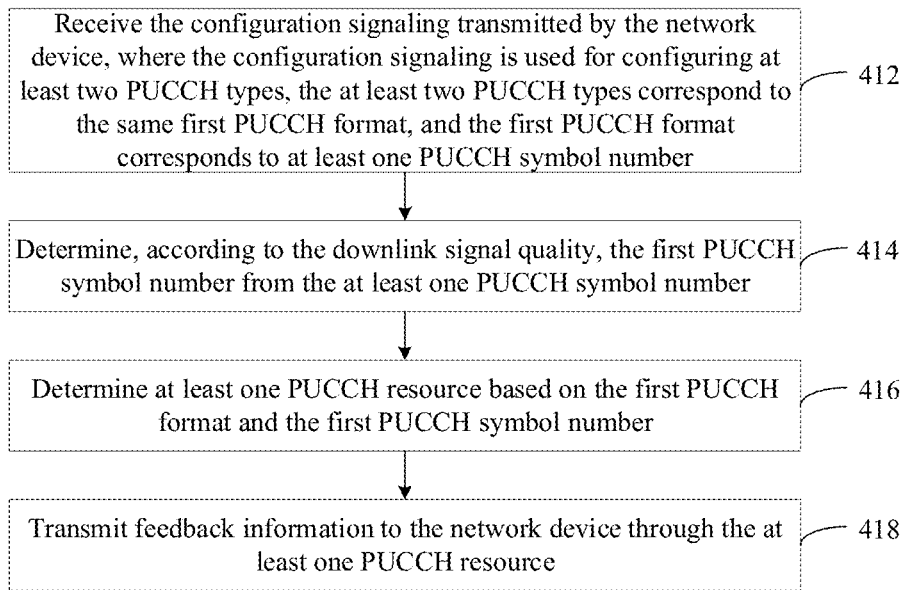 Receive the configuration signaling transmitted by the network
device, where the configuration signaling is used for configuring at
least two PUCCH types, the at least two PUCCH types correspond to
the same first PUCCH format, and the first PUCCH format
corresponds to at least one PUCCH symbol number
412
Determine, according to the downlink signal quality, the first PUCCH
symbol number from the at least one PUCCH symbol number
414
Determine at least one PUCCH resource based on the first PUCCH
format and the first PUCCH symbol number
416
Transmit feedback information to the network device through the at
least one PUCCH resource
418